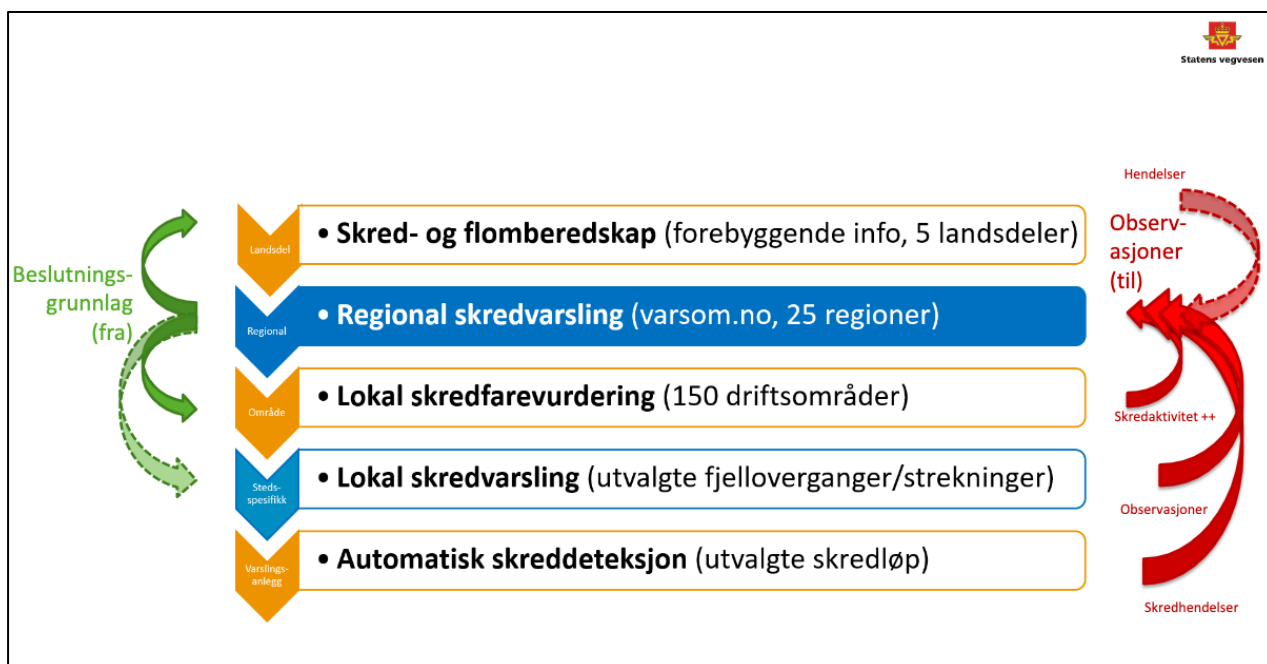 Statens vegvesen
Beslutnings-
grunnlag
(fra)
Landsdel
• Skred- og flomberedskap (forebyggende info, 5 landsdeler)
Regional
• Regional skredvarsling (varsom.no, 25 regioner)
Område
• Lokal skredfarevurdering (150 driftsområder)
Steds-
spesifikk
• Lokal skredvarsling (utvalgte fjelloverganger/strekninger)
Varslings-
anlegg
• Automatisk skreddeteksjon (utvalgte skredløp)
Hendelser
Observ-
asjoner
(til)
Skredaktivitet ++
Observasjoner
Skredhendelser